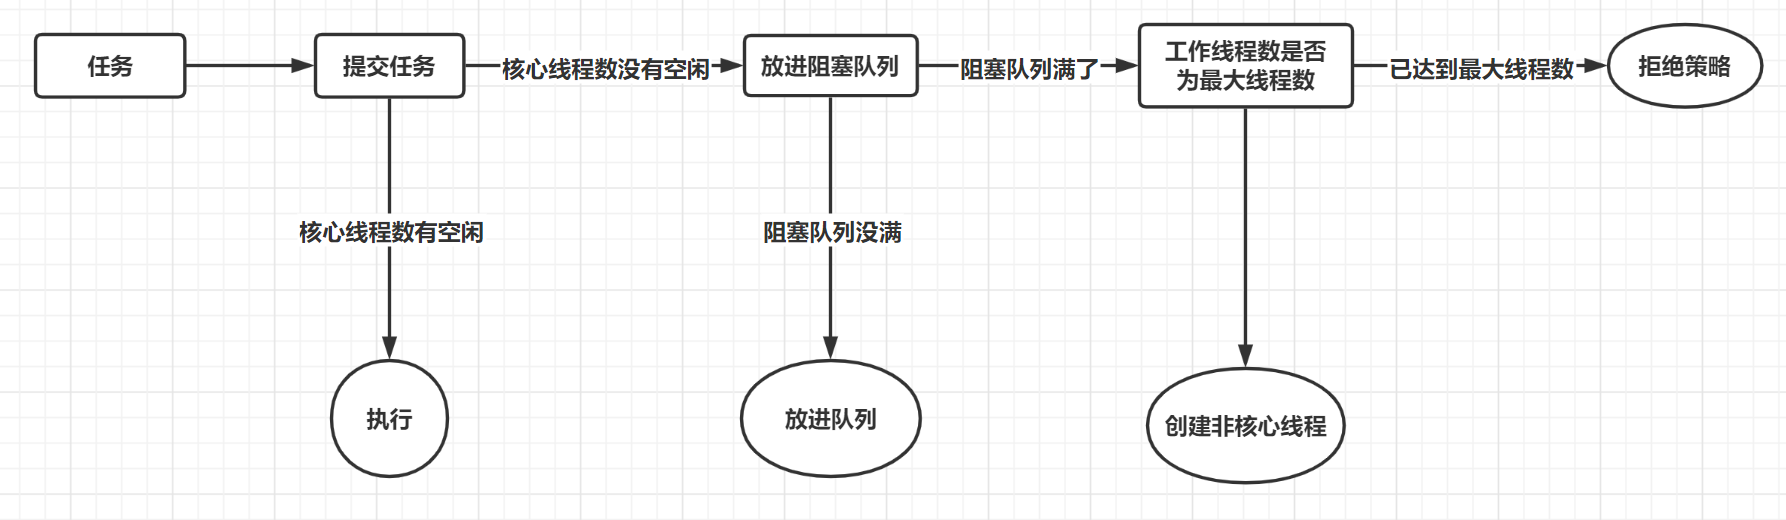 任务
提交任务
核心线程数没有空闲
放进阻塞队列
阻塞队列满了
工作线程数是否
为最大线程数
已达到最大线程数
拒绝策略
核心线程数有空闲
阻塞队列没满
执行
放进队列
创建非核心线程